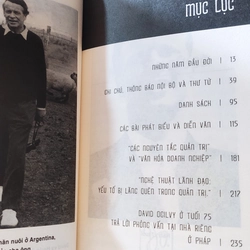 MỤC LỤC
NHỮNG NĂM ĐẦU ĐỜI | 13
GHI CHÚ, THÔNG BÁO NỘI BỘ VÀ THƯ TỪ | 39
DANH SÁCH | 95
CÁC BÀI PHÁT BIỂU VÀ DIỄN VĂN | 115
"CÁC NGUYÊN TẮC QUẢN TRỊ"
VÀ "VĂN HÓA DOANH NGHIỆP" | 181
"NGHỆ THUẬT LÃNH ĐẠO:
YẾU TỐ BỊ LÃNG QUÊN TRONG QUẢN TRỊ." | 217
DAVID OGILVY Ở TUỔI 75
TRẢ LỜI PHỎNG VẤN TẠI NHÀ RIÊNG
Ở PHÁP | 235
chăn nuôi ở Argentina,